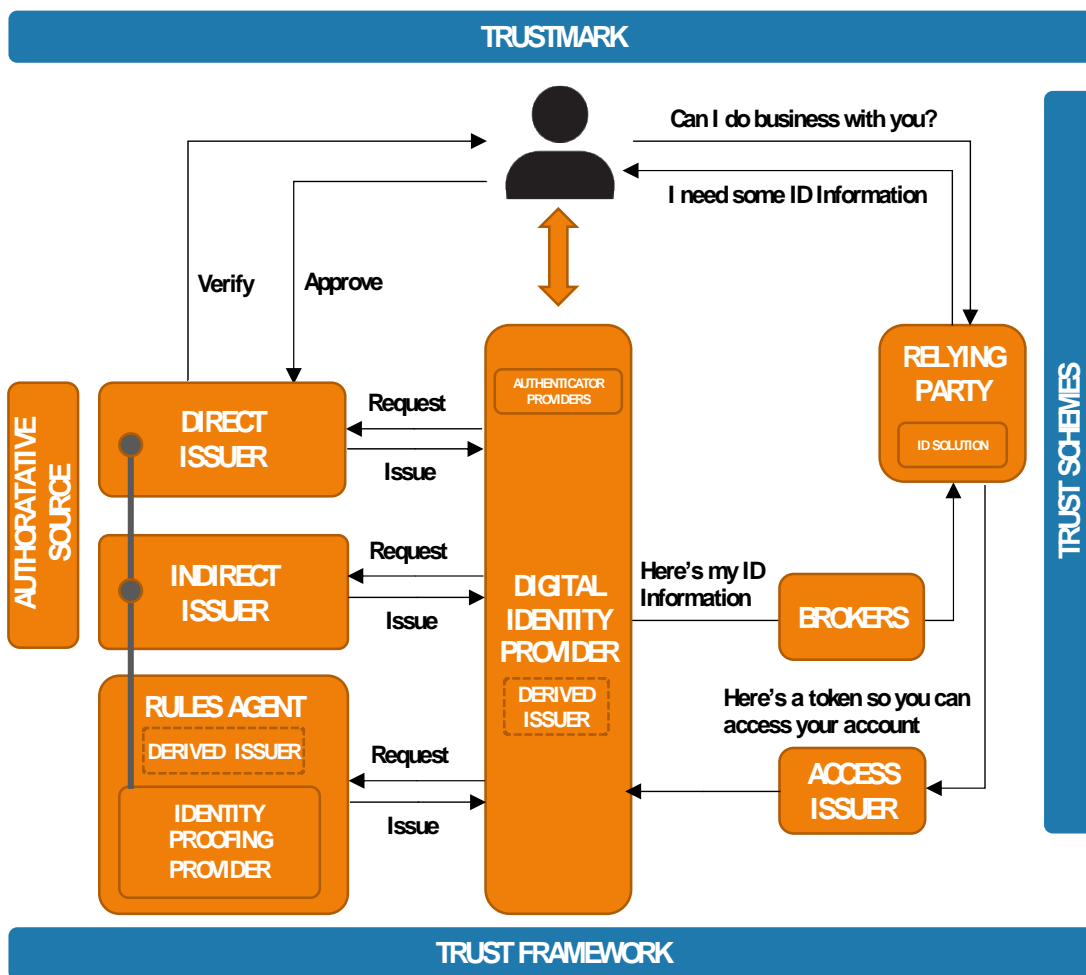 TRUSTMARK
Can I do business with you?
I need some ID Information
Verify
Approve
TRUST SCHEMES
AUTHORATATIVE
SOURCE
DIRECT
ISSUER
Request
Issue
INDIRECT
ISSUER
Request
Issue
RULES AGENT
DERIVED ISSUER
IDENTITY
PROOFING
PROVIDER
Request
Issue
AUTHENTICATOR
PROVIDERS
DIGITAL
IDENTITY
PROVIDER
DERIVED
ISSUER
RELYING
PARTY
ID SOLUTION
Here's my ID
Information
BROKERS
Here's a token so you can
access your account
ACCESS
ISSUER
TRUST FRAMEWORK